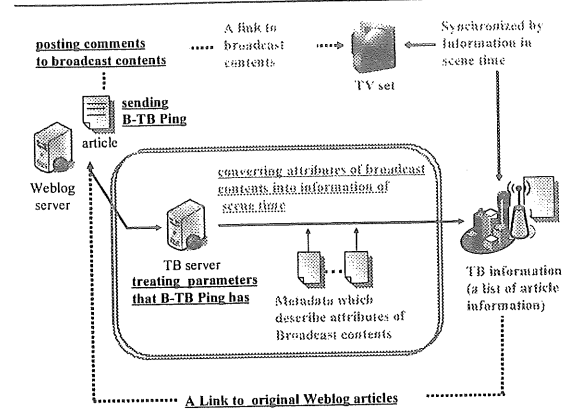 posting comments
to broadcast contents
A link to
broadcast
contents
TV set
Synchronized by
Information in
scene time
sending
B-TB Ping
article
Weblog
server
converting attributes of broadcast
contents into information of
scene time
TB server
treating parameters
that B-TB Ping has
Metadata which
describe attributes of
Broadcast contents
TB information
(a list of article
information)
A Link to original Weblog articles